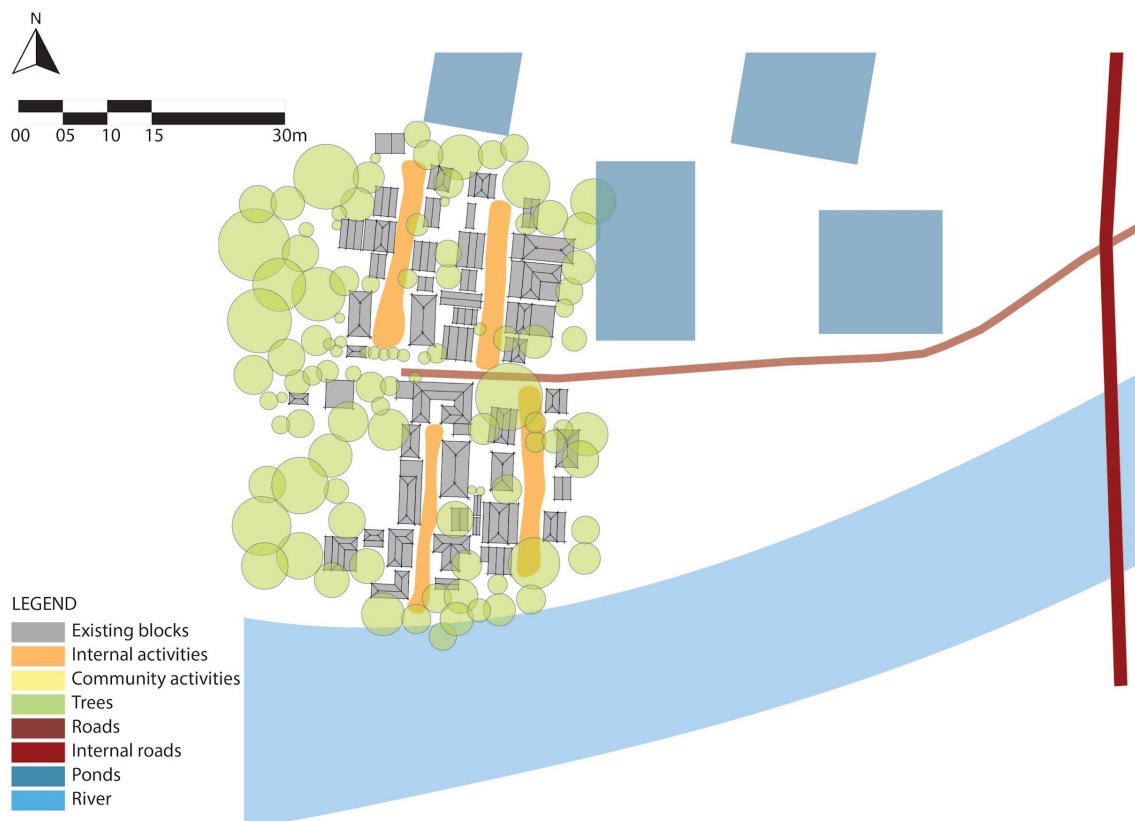 N
00 05 10 15 30m
LEGEND
Existing blocks
Internal activities
Community activities
Trees
Roads
Internal roads
Ponds
River